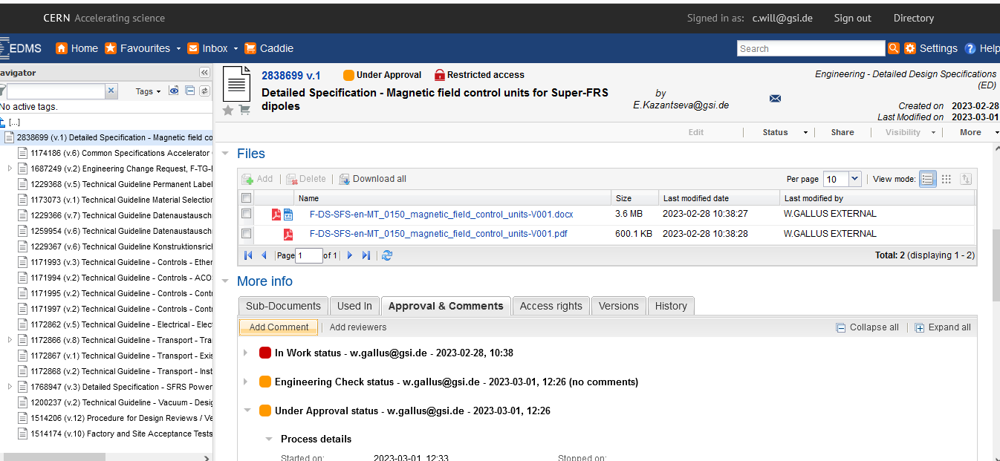 CERN Accelerating science
Signed in as: c.will@gsi.de Sign out Directory
EDMS Home Favourites Inbox Caddie
Search Settings Help
avigator
Tags
No active tags.
[...]
2838699 (v.1) Detailed Specification - Magnetic field co
1174186 (v.6) Common Specifications Accelerator
1687249 (v.2) Engineering Change Request, F-TG-
1229368 (v.5) Technical Guideline Permanent Label
1173073 (v.1) Technical Guideline Material Selection
1229366 (v.7) Technical Guideline Datenaustausch
1259954 (v.6) Technical Guideline Datenaustausch
1229367 (v.6) Technical Guideline Konstruktionsric
1171993 (v.3) Technical Guideline - Controls - Ether
1171994 (v.2) Technical Guideline - Controls - ACO
1171995 (v.2) Technical Guideline - Controls - Cont
1171997 (v.2) Technical Guideline - Controls - Cont
1172862 (v.5) Technical Guideline - Electrical - Elec
1172866 (v.8) Technical Guideline - Transport - Tra
1172867 (v.1) Technical Guideline - Transport - Exis
1172868 (v.2) Technical Guideline - Transport - Inst
1768947 (v.3) Detailed Specification - SFRS Power
1200237 (v.2) Technical Guideline - Vacuum - Desig
1514206 (v.12) Procedure for Design Reviews / Ve
1514174 (v.10) Factory and Site Acceptance Tests
2838699 v.1 Under Approval Restricted access
Detailed Specification - Magnetic field control units for Super-FRS
dipoles
by
E.Kazantseva@gsi.de
Engineering - Detailed Design Specifications
(ED)
Created on 2023-02-28
Last Modified on 2023-03-01
Edit Status Share Visibility More
Files
Add Delete Download all
Per page 10 View mode:
Name Size Last modified date Last modified by
F-DS-SFS-en-MT_0150_magnetic_field_control_units-V001.docx 3.6 MB 2023-02-28 10:38:27 W.GALLUS EXTERNAL
F-DS-SFS-en-MT_0150_magnetic_field_control_units-V001.pdf 600.1 KB 2023-02-28 10:38:28 W.GALLUS EXTERNAL
Page 1 of 1 Total: 2 (displaying 1 - 2)
More info
Sub-Documents Used In Approval & Comments Access rights Versions History
Add Comment Add reviewers Collapse all Expand all
In Work status - w.gallus@gsi.de - 2023-02-28, 10:38
Engineering Check status - w.gallus@gsi.de - 2023-03-01, 12:26 (no comments)
Under Approval status - w.gallus@gsi.de - 2023-03-01, 12:26
Process details
Started on: 2023-03-01, 12:33 Stopped on: